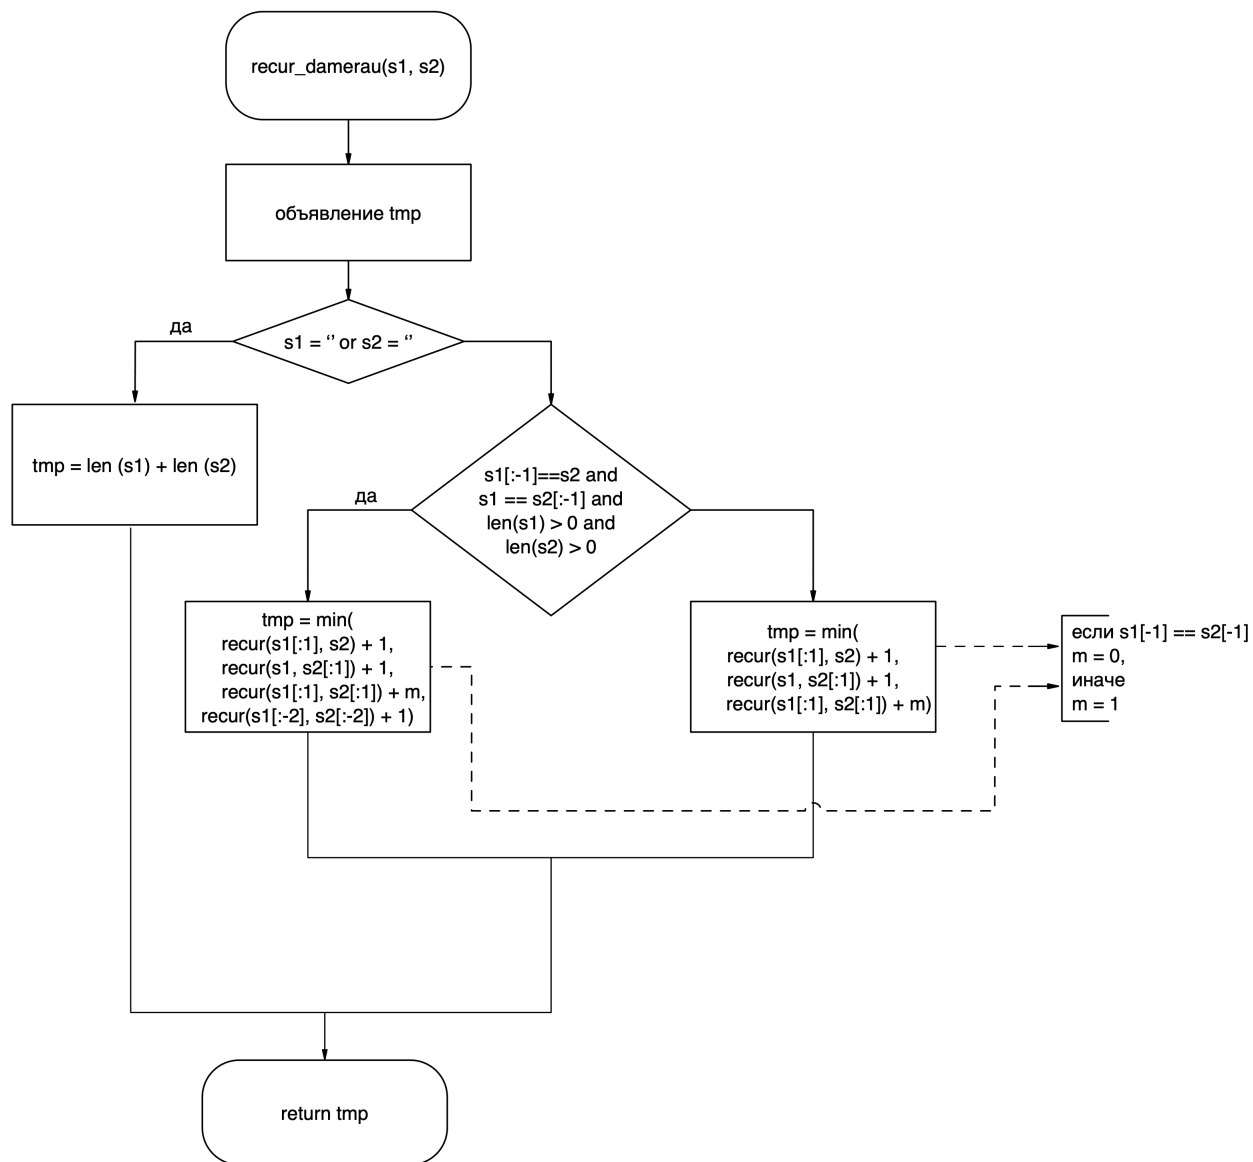 recur_damerau(s1, s2)
объявление tmp
да
s1 = ‘’ or s2 = ‘’
tmp = len (s1) + len (s2)
да
s1[:-1]==s2 and
s1 == s2[:-1] and
len(s1) > 0 and
len(s2) > 0
tmp = min(
recur(s1[:1], s2) + 1,
recur(s1, s2[:1]) + 1,
recur(s1[:1], s2[:1]) + m,
recur(s1[:-2], s2[:-2]) + 1)
tmp = min(
recur(s1[:1], s2) + 1,
recur(s1, s2[:1]) + 1,
recur(s1[:1], s2[:1]) + m)
если s1[-1] == s2[-1]
m = 0,
иначе
m = 1
return tmp